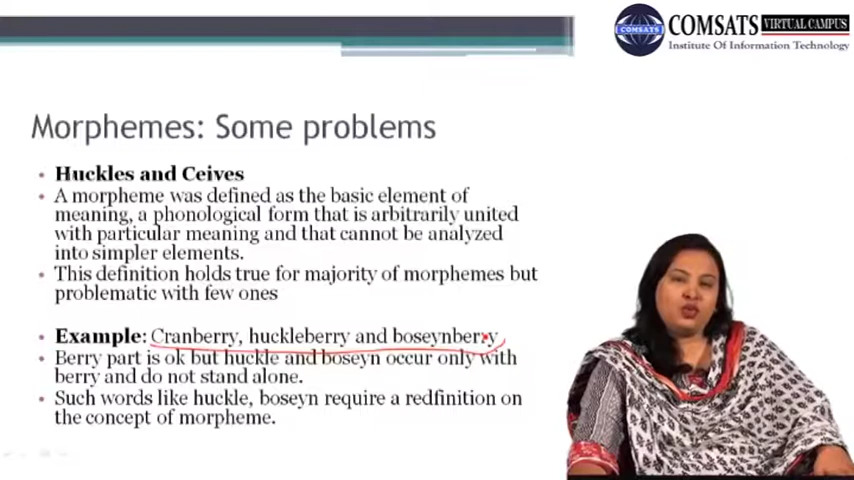 COMSATS VIRTUAL CAMPUS
COMSATS
Institute Of Information Technology
Morphemes: Some problems
• Huckles and Ceives
• A morpheme was defined as the basic element of
meaning, a phonological form that is arbitrarily united
with particular meaning and that cannot be analyzed
into simpler elements.
• This definition holds true for majority of morphemes but
problematic with few ones
• Example: Cranberry, huckleberry and boseynberry
• Berry part is ok but huckle and boseyn occur only with
berry and do not stand alone.
• Such words like huckle, boseyn require a redfinition on
the concept of morpheme.